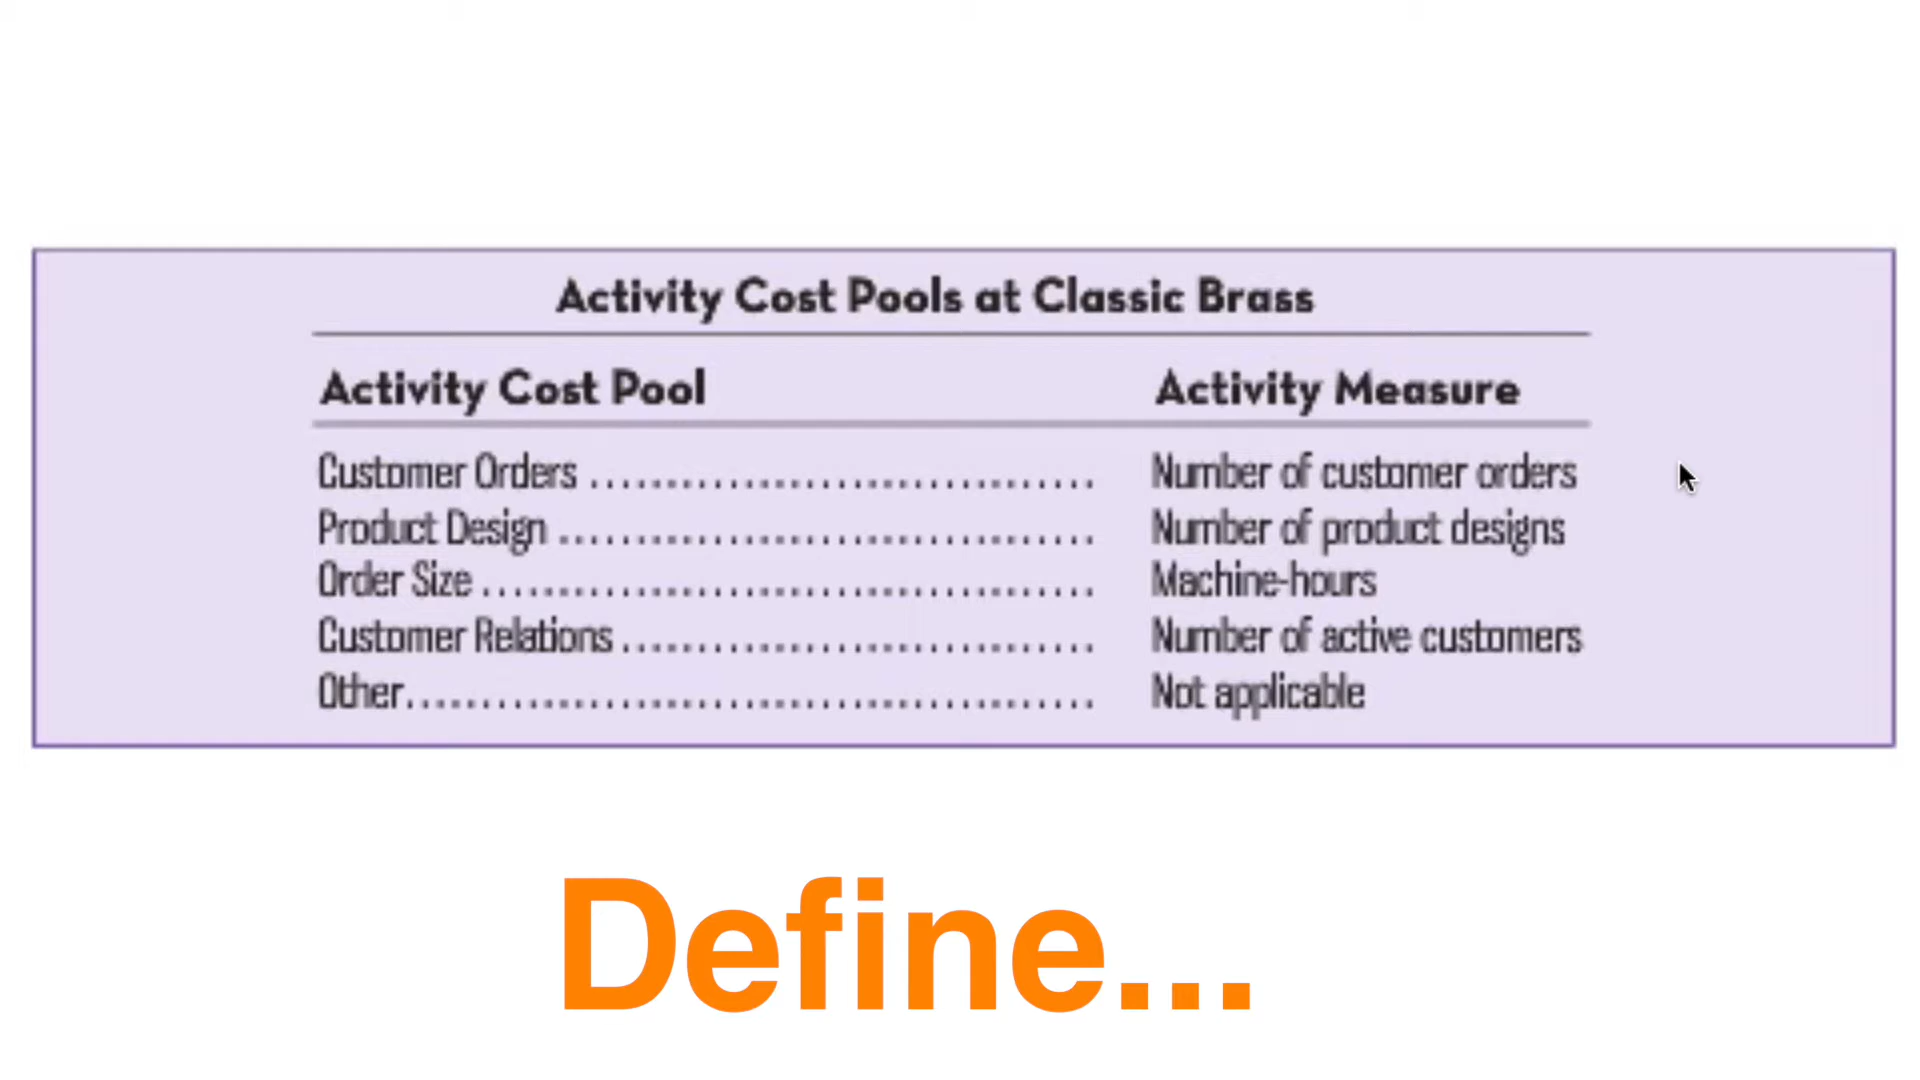 Activity Cost Pools at Classic Brass
Activity Cost Pool Activity Measure
Customer Orders ................................ Number of customer orders
Product Design .................................. Number of product designs
Order Size ....................................... Machine-hours
Customer Relations .............................. Number of active customers
Other............................................ Not applicable
Define...